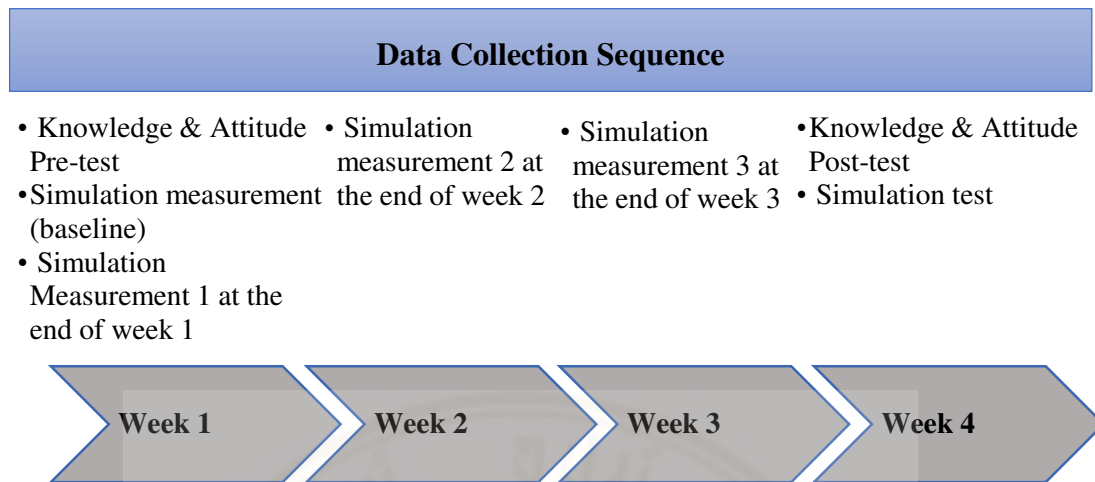 Data Collection Sequence
• Knowledge & Attitude
Pre-test
•Simulation measurement
(baseline)
• Simulation
Measurement 1 at the
end of week 1
• Simulation
measurement 2 at
the end of week 2
• Simulation
measurement 3 at
the end of week 3
•Knowledge & Attitude
Post-test
• Simulation test
Week 1
Week 2
Week 3
Week 4